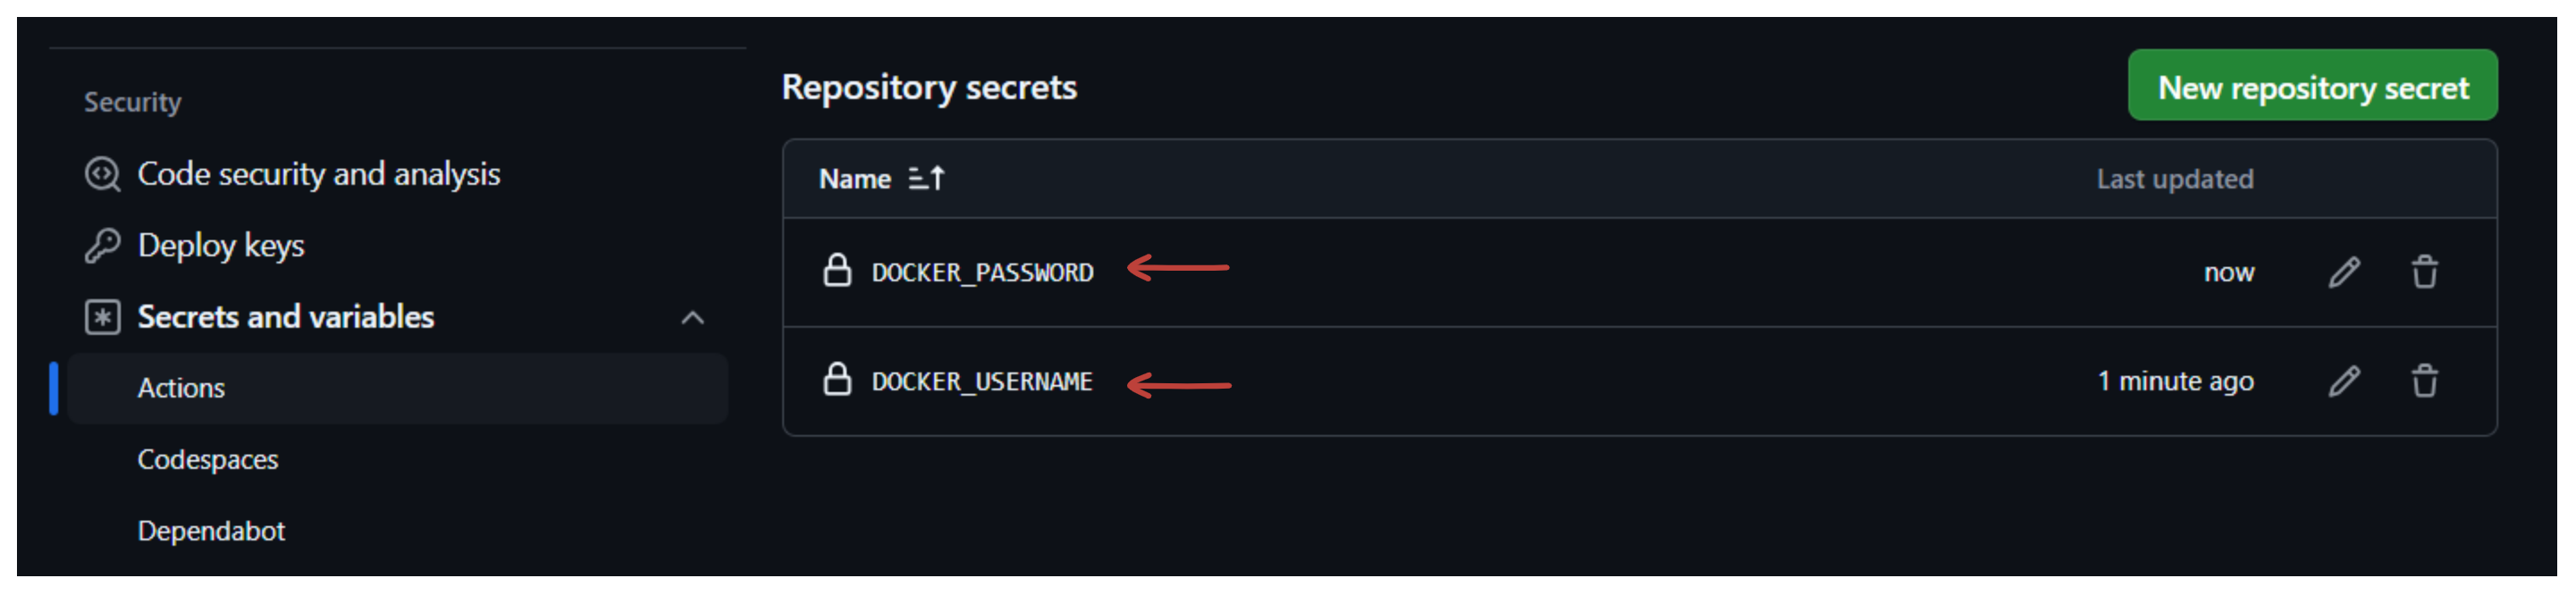 Security
Code security and analysis
Deploy keys
Secrets and variables
Actions
Codespaces
Dependabot
Repository secrets
New repository secret
Name Last updated
DOCKER_PASSWORD now
DOCKER_USERNAME 1 minute ago